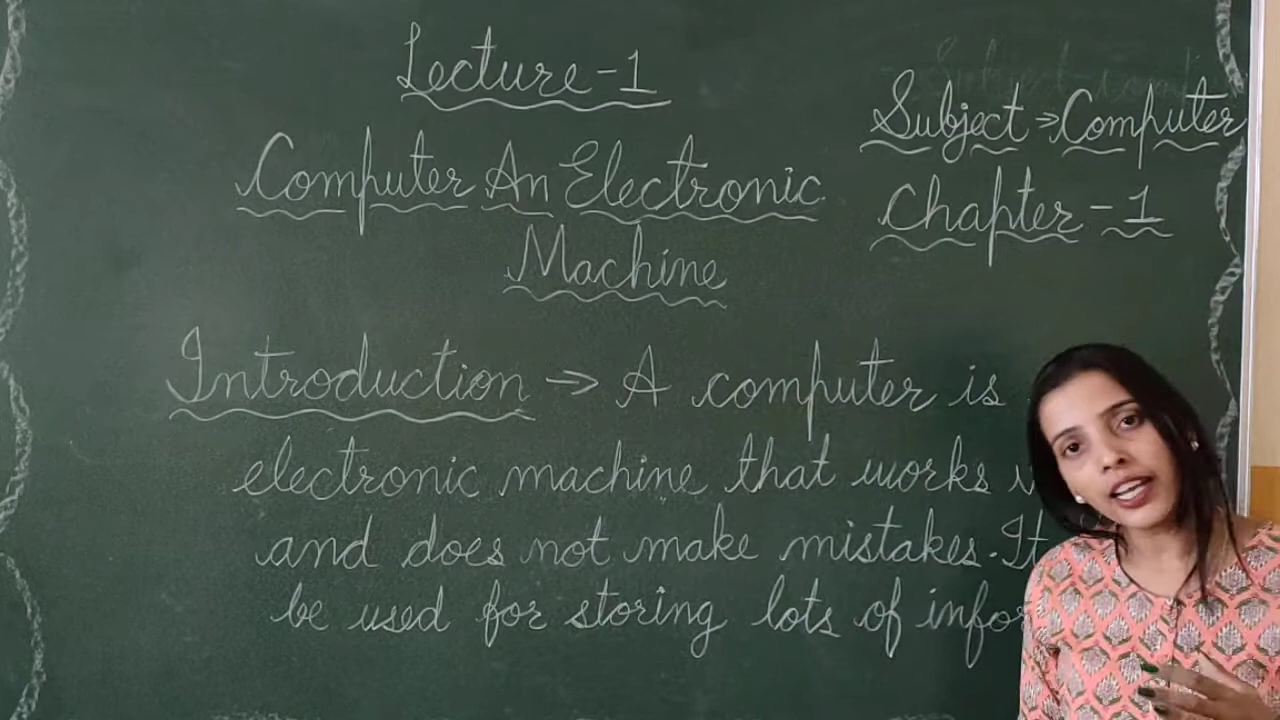 Lecture-1
Subject ⇒ Computer
Chapter-1
Computer An Electronic
Machine
Introduction → A computer is
electronic machine that works
and does not make mistakes. It
be used for storing lots of infor